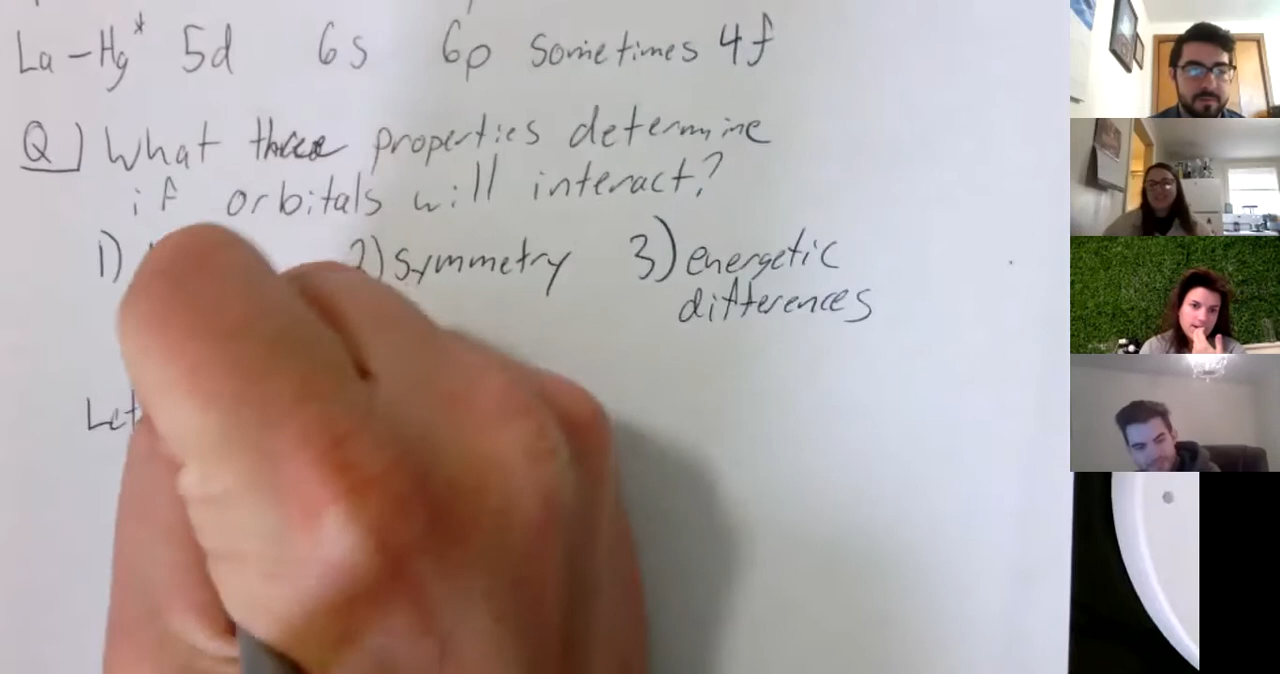 La-Hg* 5d 6s 6p sometimes 4f
Q] What three properties determine
if orbitals will interact?
1) 2) symmetry 3) energetic
differences
Let